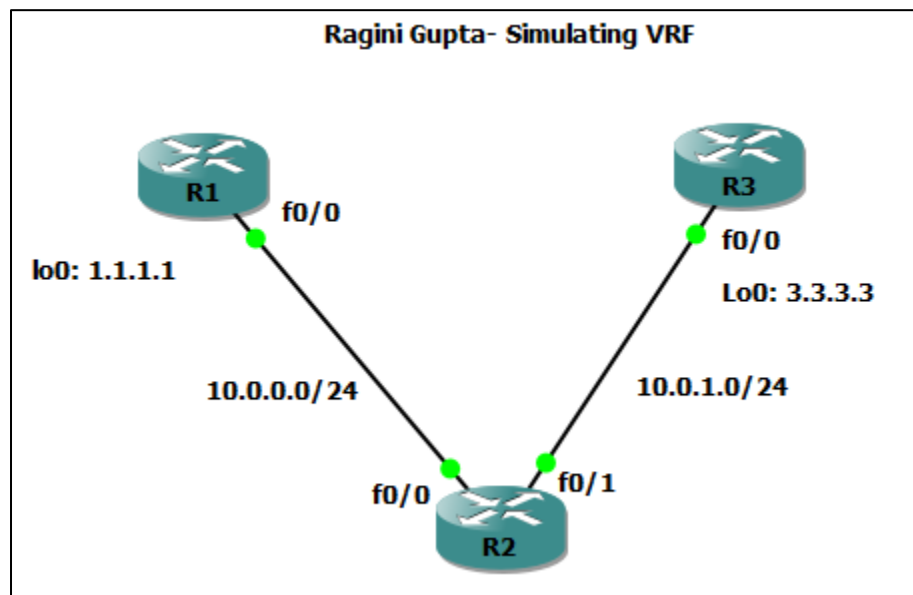 Ragini Gupta- Simulating VRF
R1
R3
f0/0
f0/0
lo0: 1.1.1.1
Lo0: 3.3.3.3
10.0.0.0/24
10.0.1.0/24
f0/0
f0/1
R2